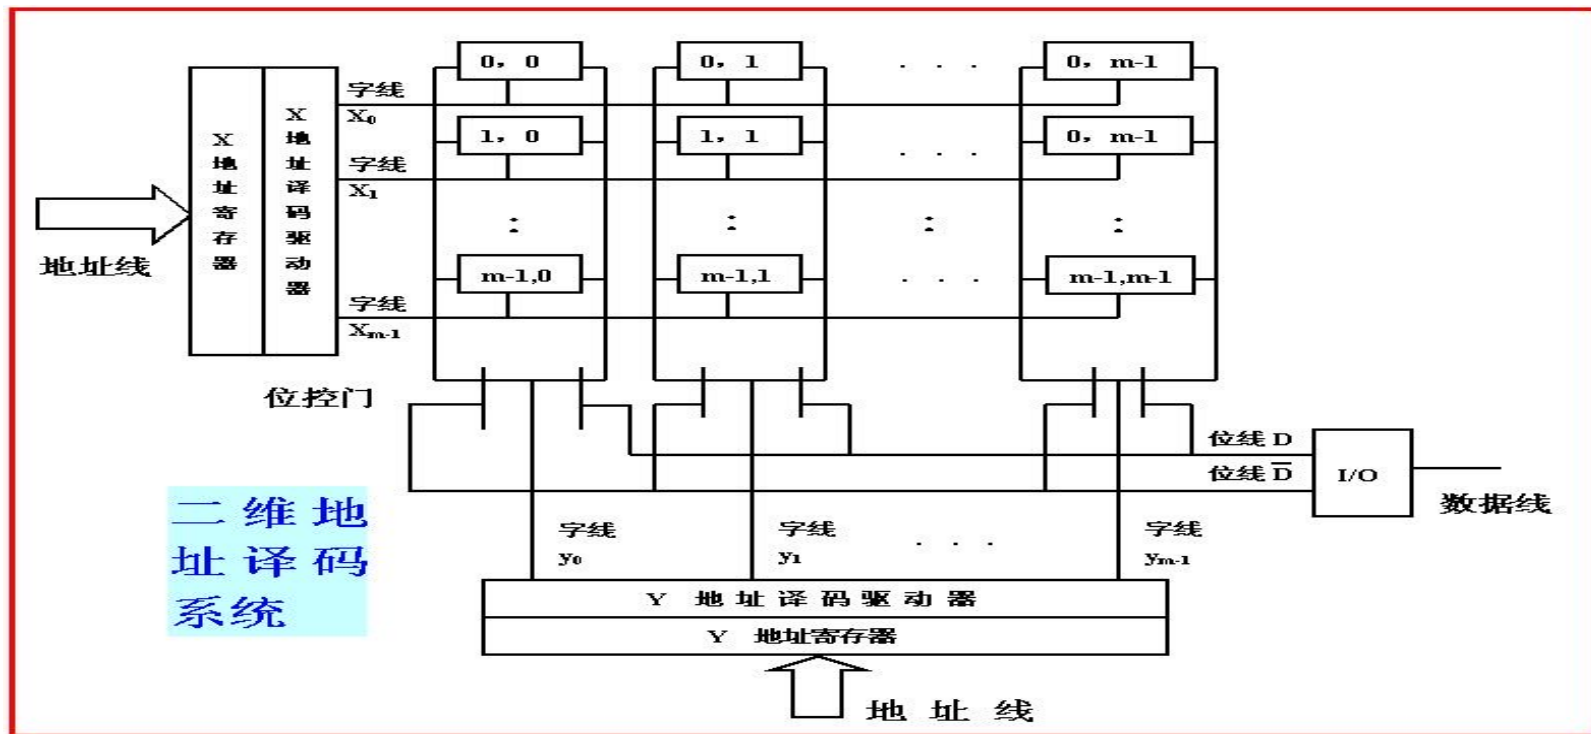 0，0
0，1
. . .
0，m-1
字线
X₀
X地址寄存器
X地址译码驱动器
1，0
1，1
. . .
0，m-1
字线
X₁
地址线
m-1,0
m-1,1
. . .
m-1,m-1
字线
Xₘ₋₁
位控门
位线 D
位线 D̅
I/O
数据线
二维地
址译码
系统
字线
y₀
字线
y₁
. . .
字线
yₘ₋₁
Y 地址译码驱动器
Y 地址寄存器
地址线